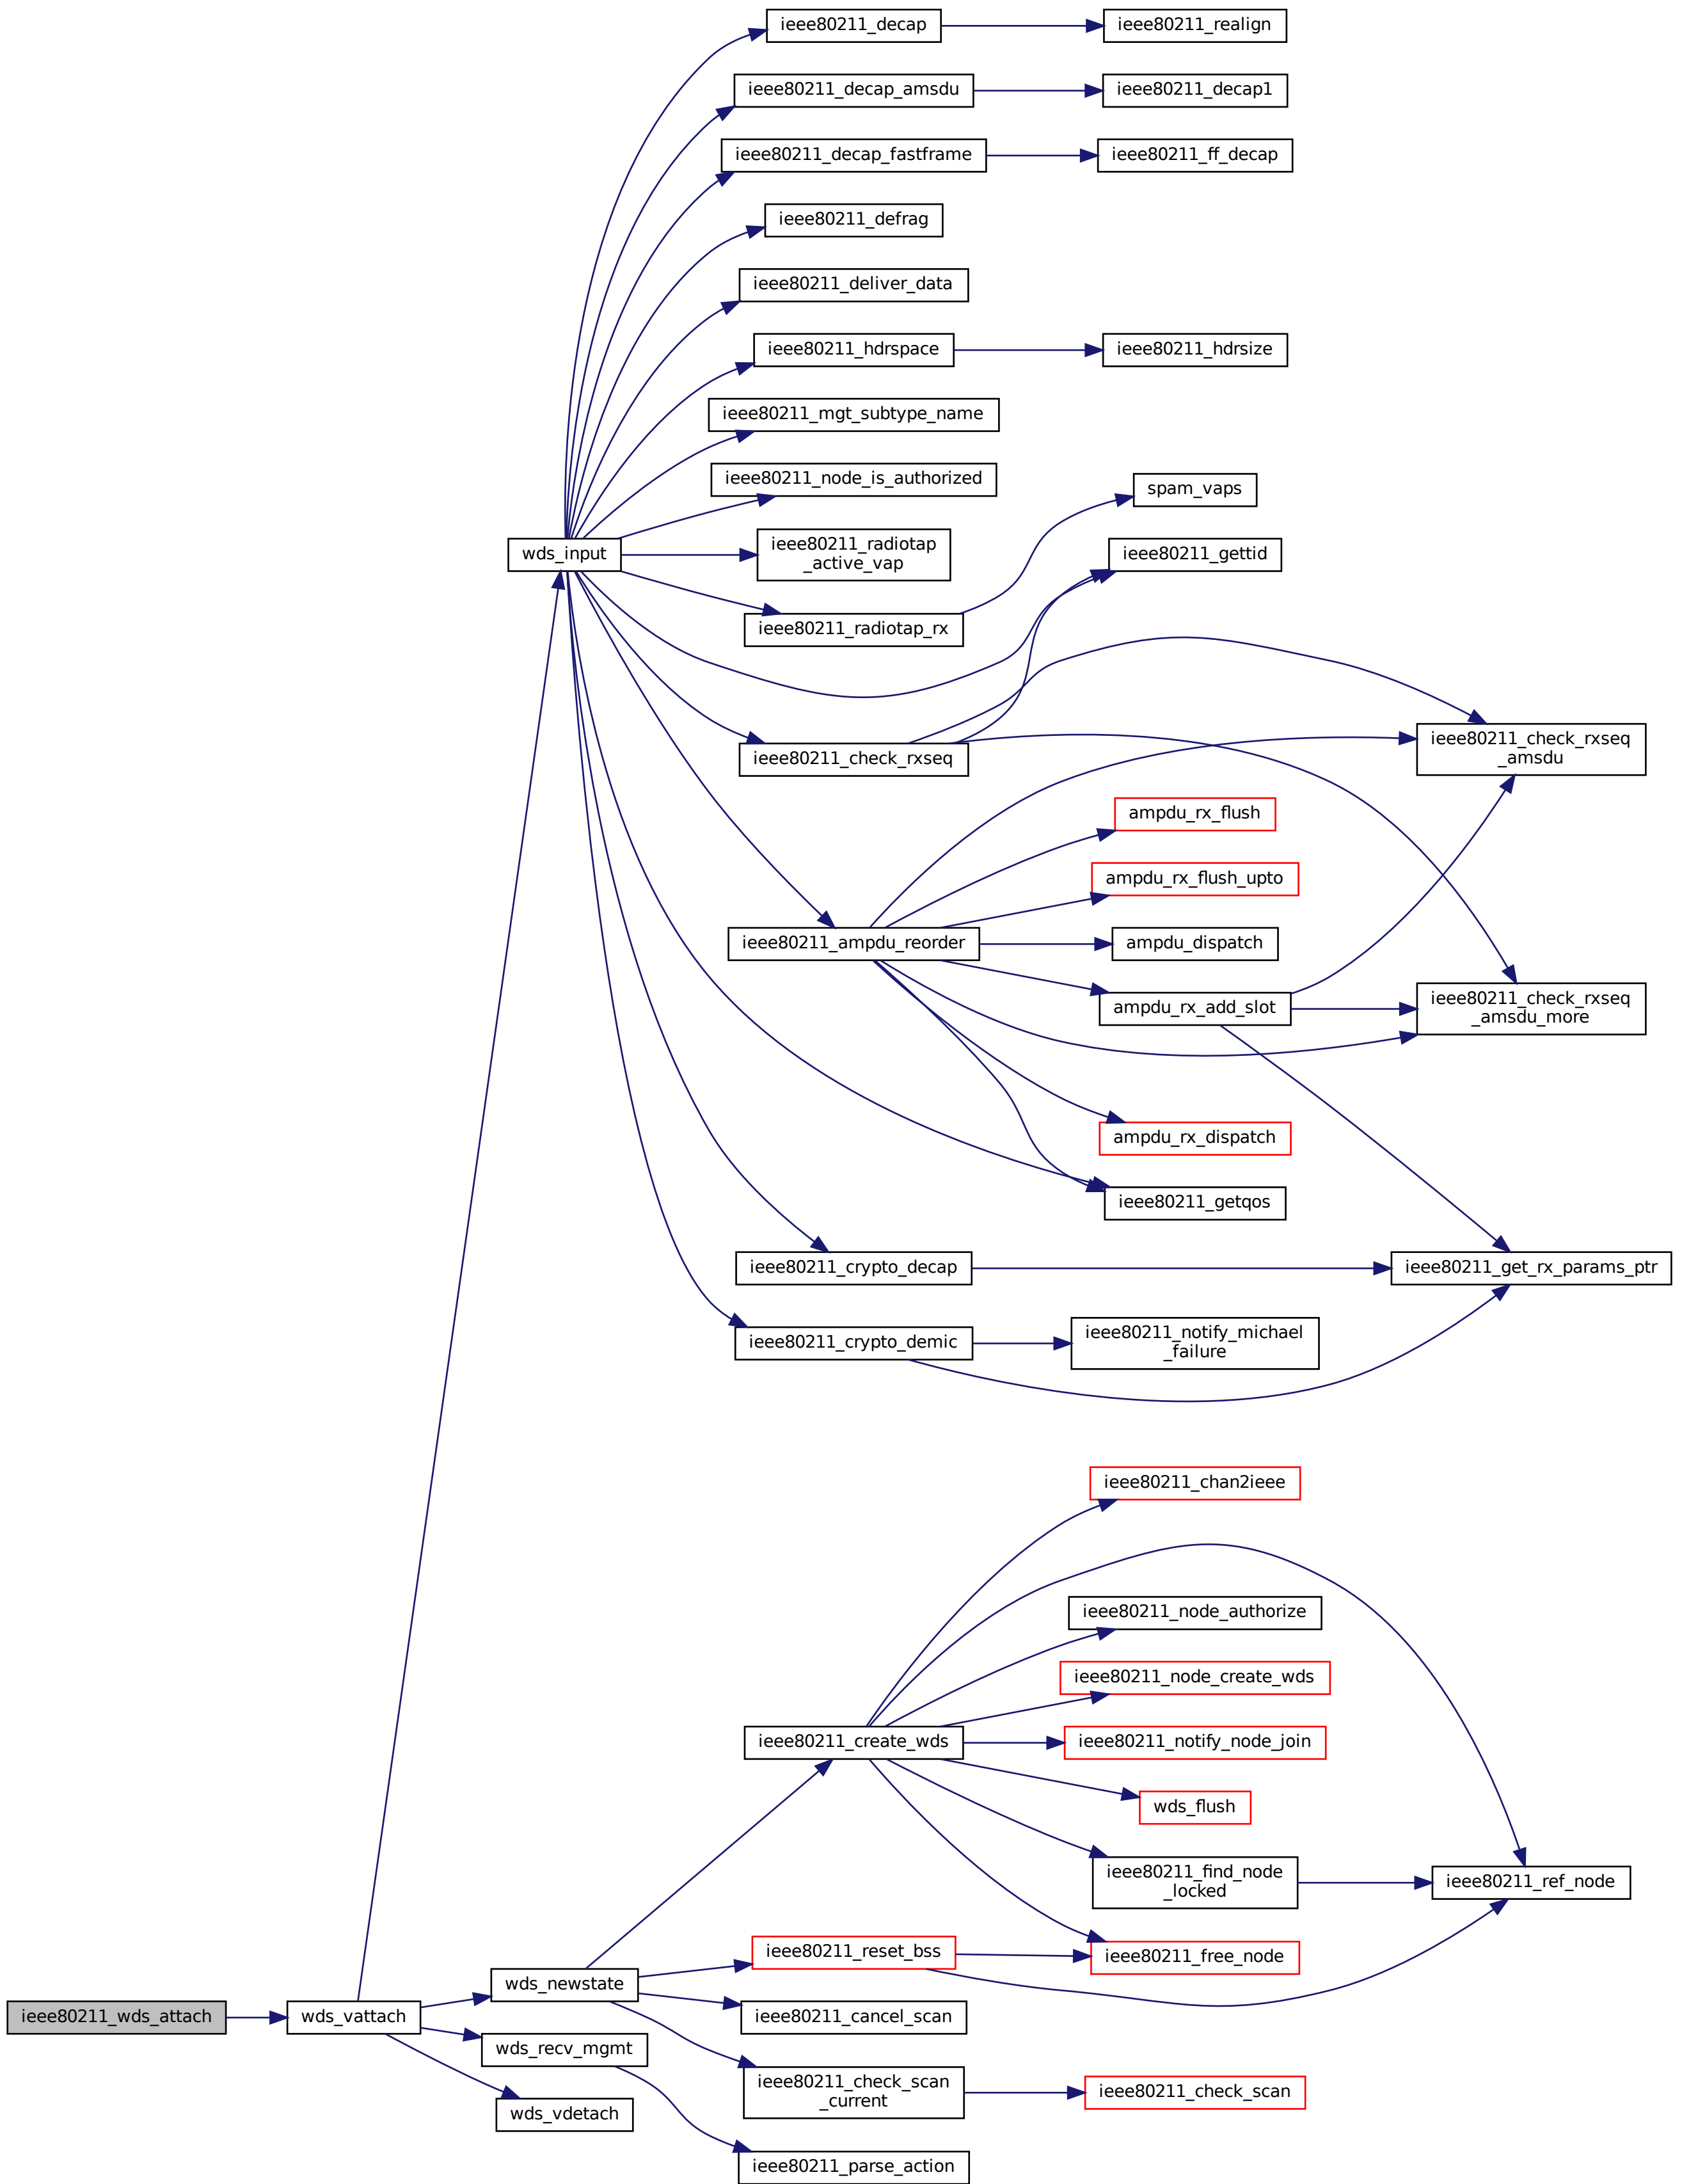 ieee80211_decap
ieee80211_realign
ieee80211_decap_amsdu
ieee80211_decap1
ieee80211_decap_fastframe
ieee80211_ff_decap
ieee80211_defrag
ieee80211_deliver_data
ieee80211_hdrspace
ieee80211_hdrsize
ieee80211_mgt_subtype_name
ieee80211_node_is_authorized
spam_vaps
wds_input
ieee80211_radiotap
_active_vap
ieee80211_gettid
ieee80211_radiotap_rx
ieee80211_check_rxseq
ieee80211_check_rxseq
_amsdu
ampdu_rx_flush
ampdu_rx_flush_upto
ieee80211_ampdu_reorder
ampdu_dispatch
ampdu_rx_add_slot
ieee80211_check_rxseq
_amsdu_more
ampdu_rx_dispatch
ieee80211_getqos
ieee80211_crypto_decap
ieee80211_get_rx_params_ptr
ieee80211_crypto_demic
ieee80211_notify_michael
_failure
ieee80211_chan2ieee
ieee80211_node_authorize
ieee80211_node_create_wds
ieee80211_create_wds
ieee80211_notify_node_join
wds_flush
ieee80211_find_node
_locked
ieee80211_ref_node
ieee80211_reset_bss
ieee80211_free_node
wds_newstate
ieee80211_wds_attach
wds_vattach
ieee80211_cancel_scan
wds_recv_mgmt
ieee80211_check_scan
_current
ieee80211_check_scan
wds_vdetach
ieee80211_parse_action